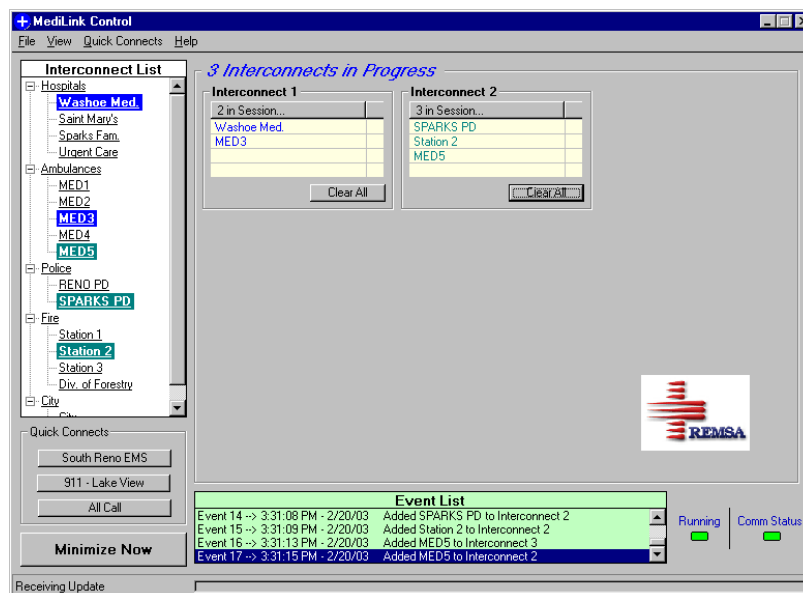 MediLink Control
File View Quick Connects Help
Interconnect List
Hospitals
Washoe Med.
Saint Mary's
Sparks Fam.
Urgent Care
Ambulances
MED1
MED2
MED3
MED4
MED5
Police
RENO PD
SPARKS PD
Fire
Station 1
Station 2
Station 3
Div. of Forestry
City
City
Quick Connects
South Reno EMS
911 - Lake View
All Call
Minimize Now
3 Interconnects in Progress
Interconnect 1
2 in Session...
Washoe Med.
MED3
Clear All
Interconnect 2
3 in Session...
SPARKS PD
Station 2
MED5
Clear All
REMSA
Event List
Event 14 --> 3:31:08 PM - 2/20/03 Added SPARKS PD to Interconnect 2
Event 15 --> 3:31:09 PM - 2/20/03 Added Station 2 to Interconnect 2
Event 16 --> 3:31:13 PM - 2/20/03 Added MED5 to Interconnect 3
Event 17 --> 3:31:15 PM - 2/20/03 Added MED5 to Interconnect 2
Running
Comm Status
Receiving Update